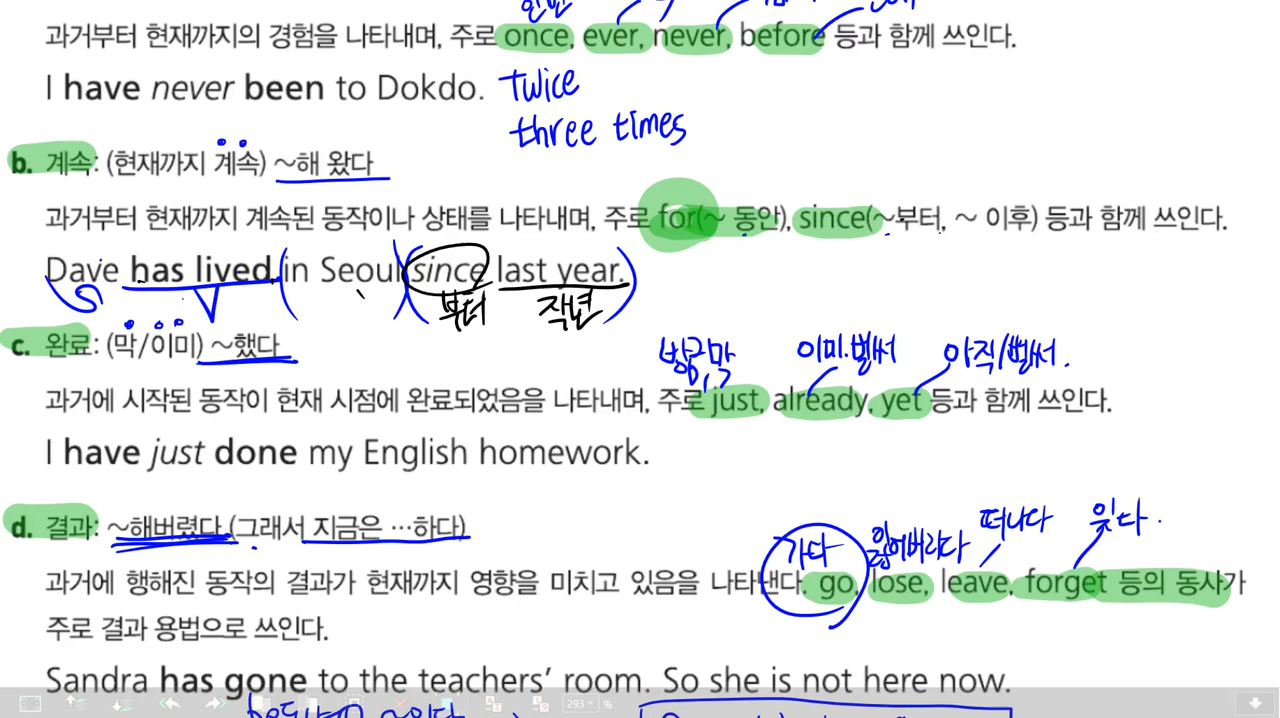 과거부터 현재까지의 경험을 나타내며, 주로 once, ever, never, before 등과 함께 쓰인다.
I have never been to Dokdo. twice
three times
b. 계속: (현재까지 계속) ~해 왔다
과거부터 현재까지 계속된 동작이나 상태를 나타내며, 주로 for(~ 동안), since(~부터, ~ 이후) 등과 함께 쓰인다.
Dave has lived in Seoul since last year.
S V 부터 작년
c. 완료: (막/이미) ~했다
방금,막 이미.벌써 아직/벌써.
과거에 시작된 동작이 현재 시점에 완료되었음을 나타내며, 주로 just, already, yet 등과 함께 쓰인다.
I have just done my English homework.
d. 결과: ~해버렸다 (그래서 지금은 …하다)
가다 잃어버리다 떠나다 잊다.
과거에 행해진 동작의 결과가 현재까지 영향을 미치고 있음을 나타낸다. go, lose, leave, forget 등의 동사가
주로 결과 용법으로 쓰인다.
Sandra has gone to the teachers' room. So she is not here now.
293 %